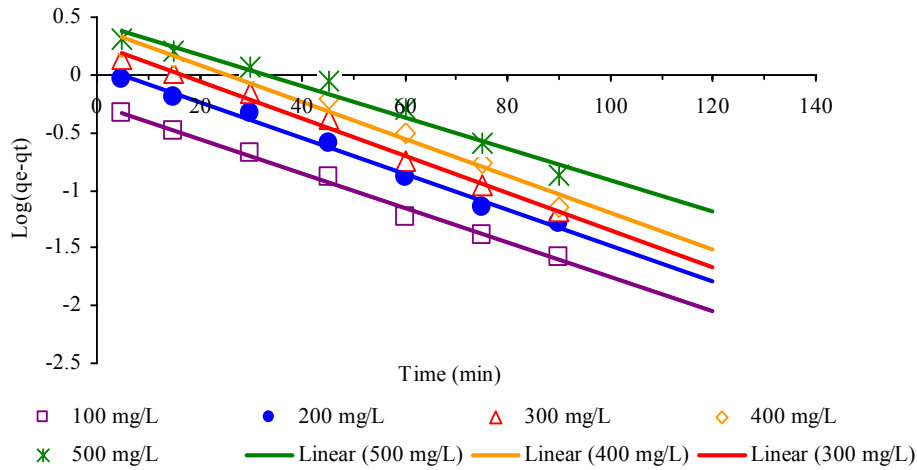 0.5
0
0 20 40 60 80 100 120 140
-0.5
-1
-1.5
-2
-2.5
Log(qe-qt)
Time (min)
100 mg/L 200 mg/L 300 mg/L 400 mg/L
500 mg/L Linear (500 mg/L) Linear (400 mg/L) Linear (300 mg/L)